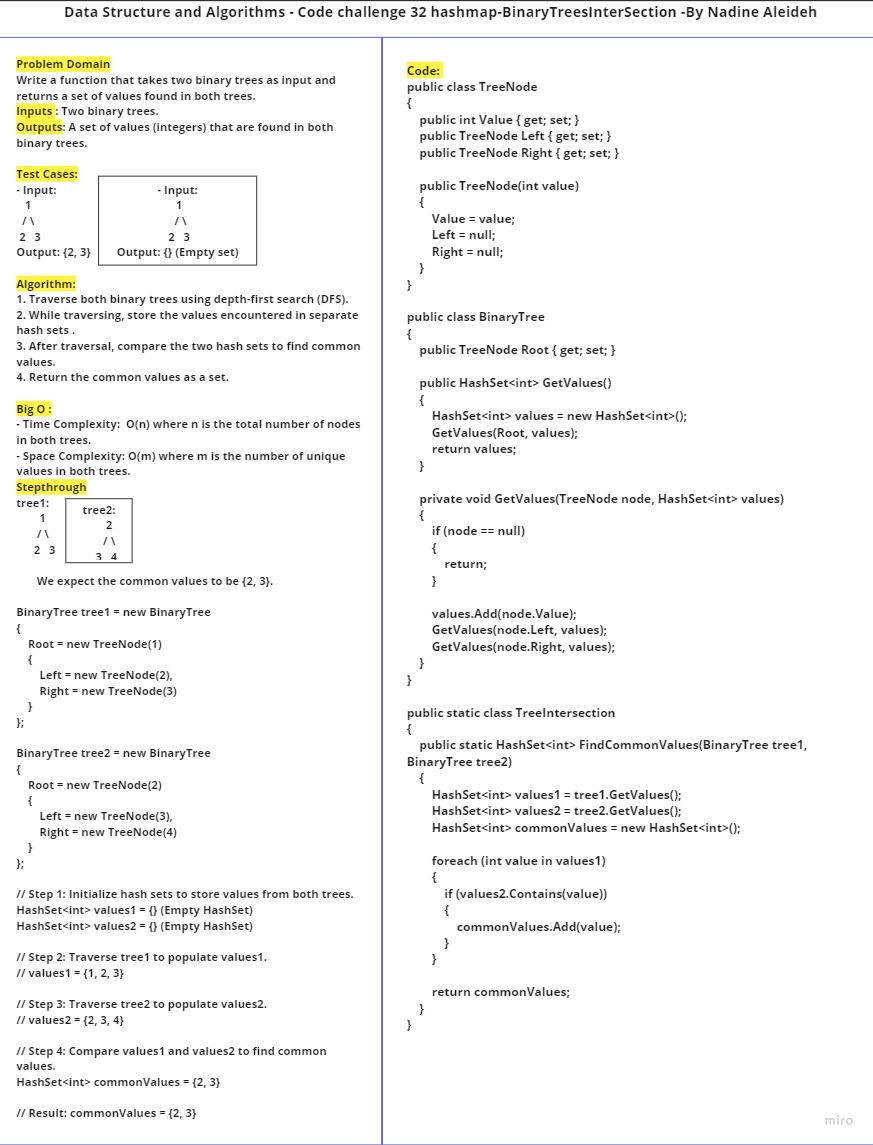 Data Structure and Algorithms - Code challenge 32 hashmap-BinaryTreesInterSection -By Nadine Aleideh
Problem Domain
Write a function that takes two binary trees as input and
returns a set of values found in both trees.
Inputs : Two binary trees.
Outputs: A set of values (integers) that are found in both
binary trees.
Test Cases:
- Input:
1
/ \
2 3
Output: {2, 3}
- Input:
1
/ \
2 3
Output: {} (Empty set)
Algorithm:
1. Traverse both binary trees using depth-first search (DFS).
2. While traversing, store the values encountered in separate
hash sets .
3. After traversal, compare the two hash sets to find common
values.
4. Return the common values as a set.
Big O :
- Time Complexity: O(n) where n is the total number of nodes
in both trees.
- Space Complexity: O(m) where m is the number of unique
values in both trees.
Stepthrough
tree1:
1
/ \
2 3
tree2:
2
/ \
3 4
We expect the common values to be {2, 3}.
BinaryTree tree1 = new BinaryTree
{
Root = new TreeNode(1)
{
Left = new TreeNode(2),
Right = new TreeNode(3)
}
};
BinaryTree tree2 = new BinaryTree
{
Root = new TreeNode(2)
{
Left = new TreeNode(3),
Right = new TreeNode(4)
}
};
// Step 1: Initialize hash sets to store values from both trees.
HashSet<int> values1 = {} (Empty HashSet)
HashSet<int> values2 = {} (Empty HashSet)
// Step 2: Traverse tree1 to populate values1.
// values1 = {1, 2, 3}
// Step 3: Traverse tree2 to populate values2.
// values2 = {2, 3, 4}
// Step 4: Compare values1 and values2 to find common
values.
HashSet<int> commonValues = {2, 3}
// Result: commonValues = {2, 3}
Code:
public class TreeNode
{
public int Value { get; set; }
public TreeNode Left { get; set; }
public TreeNode Right { get; set; }
public TreeNode(int value)
{
Value = value;
Left = null;
Right = null;
}
}
public class BinaryTree
{
public TreeNode Root { get; set; }
public HashSet<int> GetValues()
{
HashSet<int> values = new HashSet<int>();
GetValues(Root, values);
return values;
}
private void GetValues(TreeNode node, HashSet<int> values)
{
if (node == null)
{
return;
}
values.Add(node.Value);
GetValues(node.Left, values);
GetValues(node.Right, values);
}
}
public static class TreeIntersection
{
public static HashSet<int> FindCommonValues(BinaryTree tree1,
BinaryTree tree2)
{
HashSet<int> values1 = tree1.GetValues();
HashSet<int> values2 = tree2.GetValues();
HashSet<int> commonValues = new HashSet<int>();
foreach (int value in values1)
{
if (values2.Contains(value))
{
commonValues.Add(value);
}
}
return commonValues;
}
}
miro